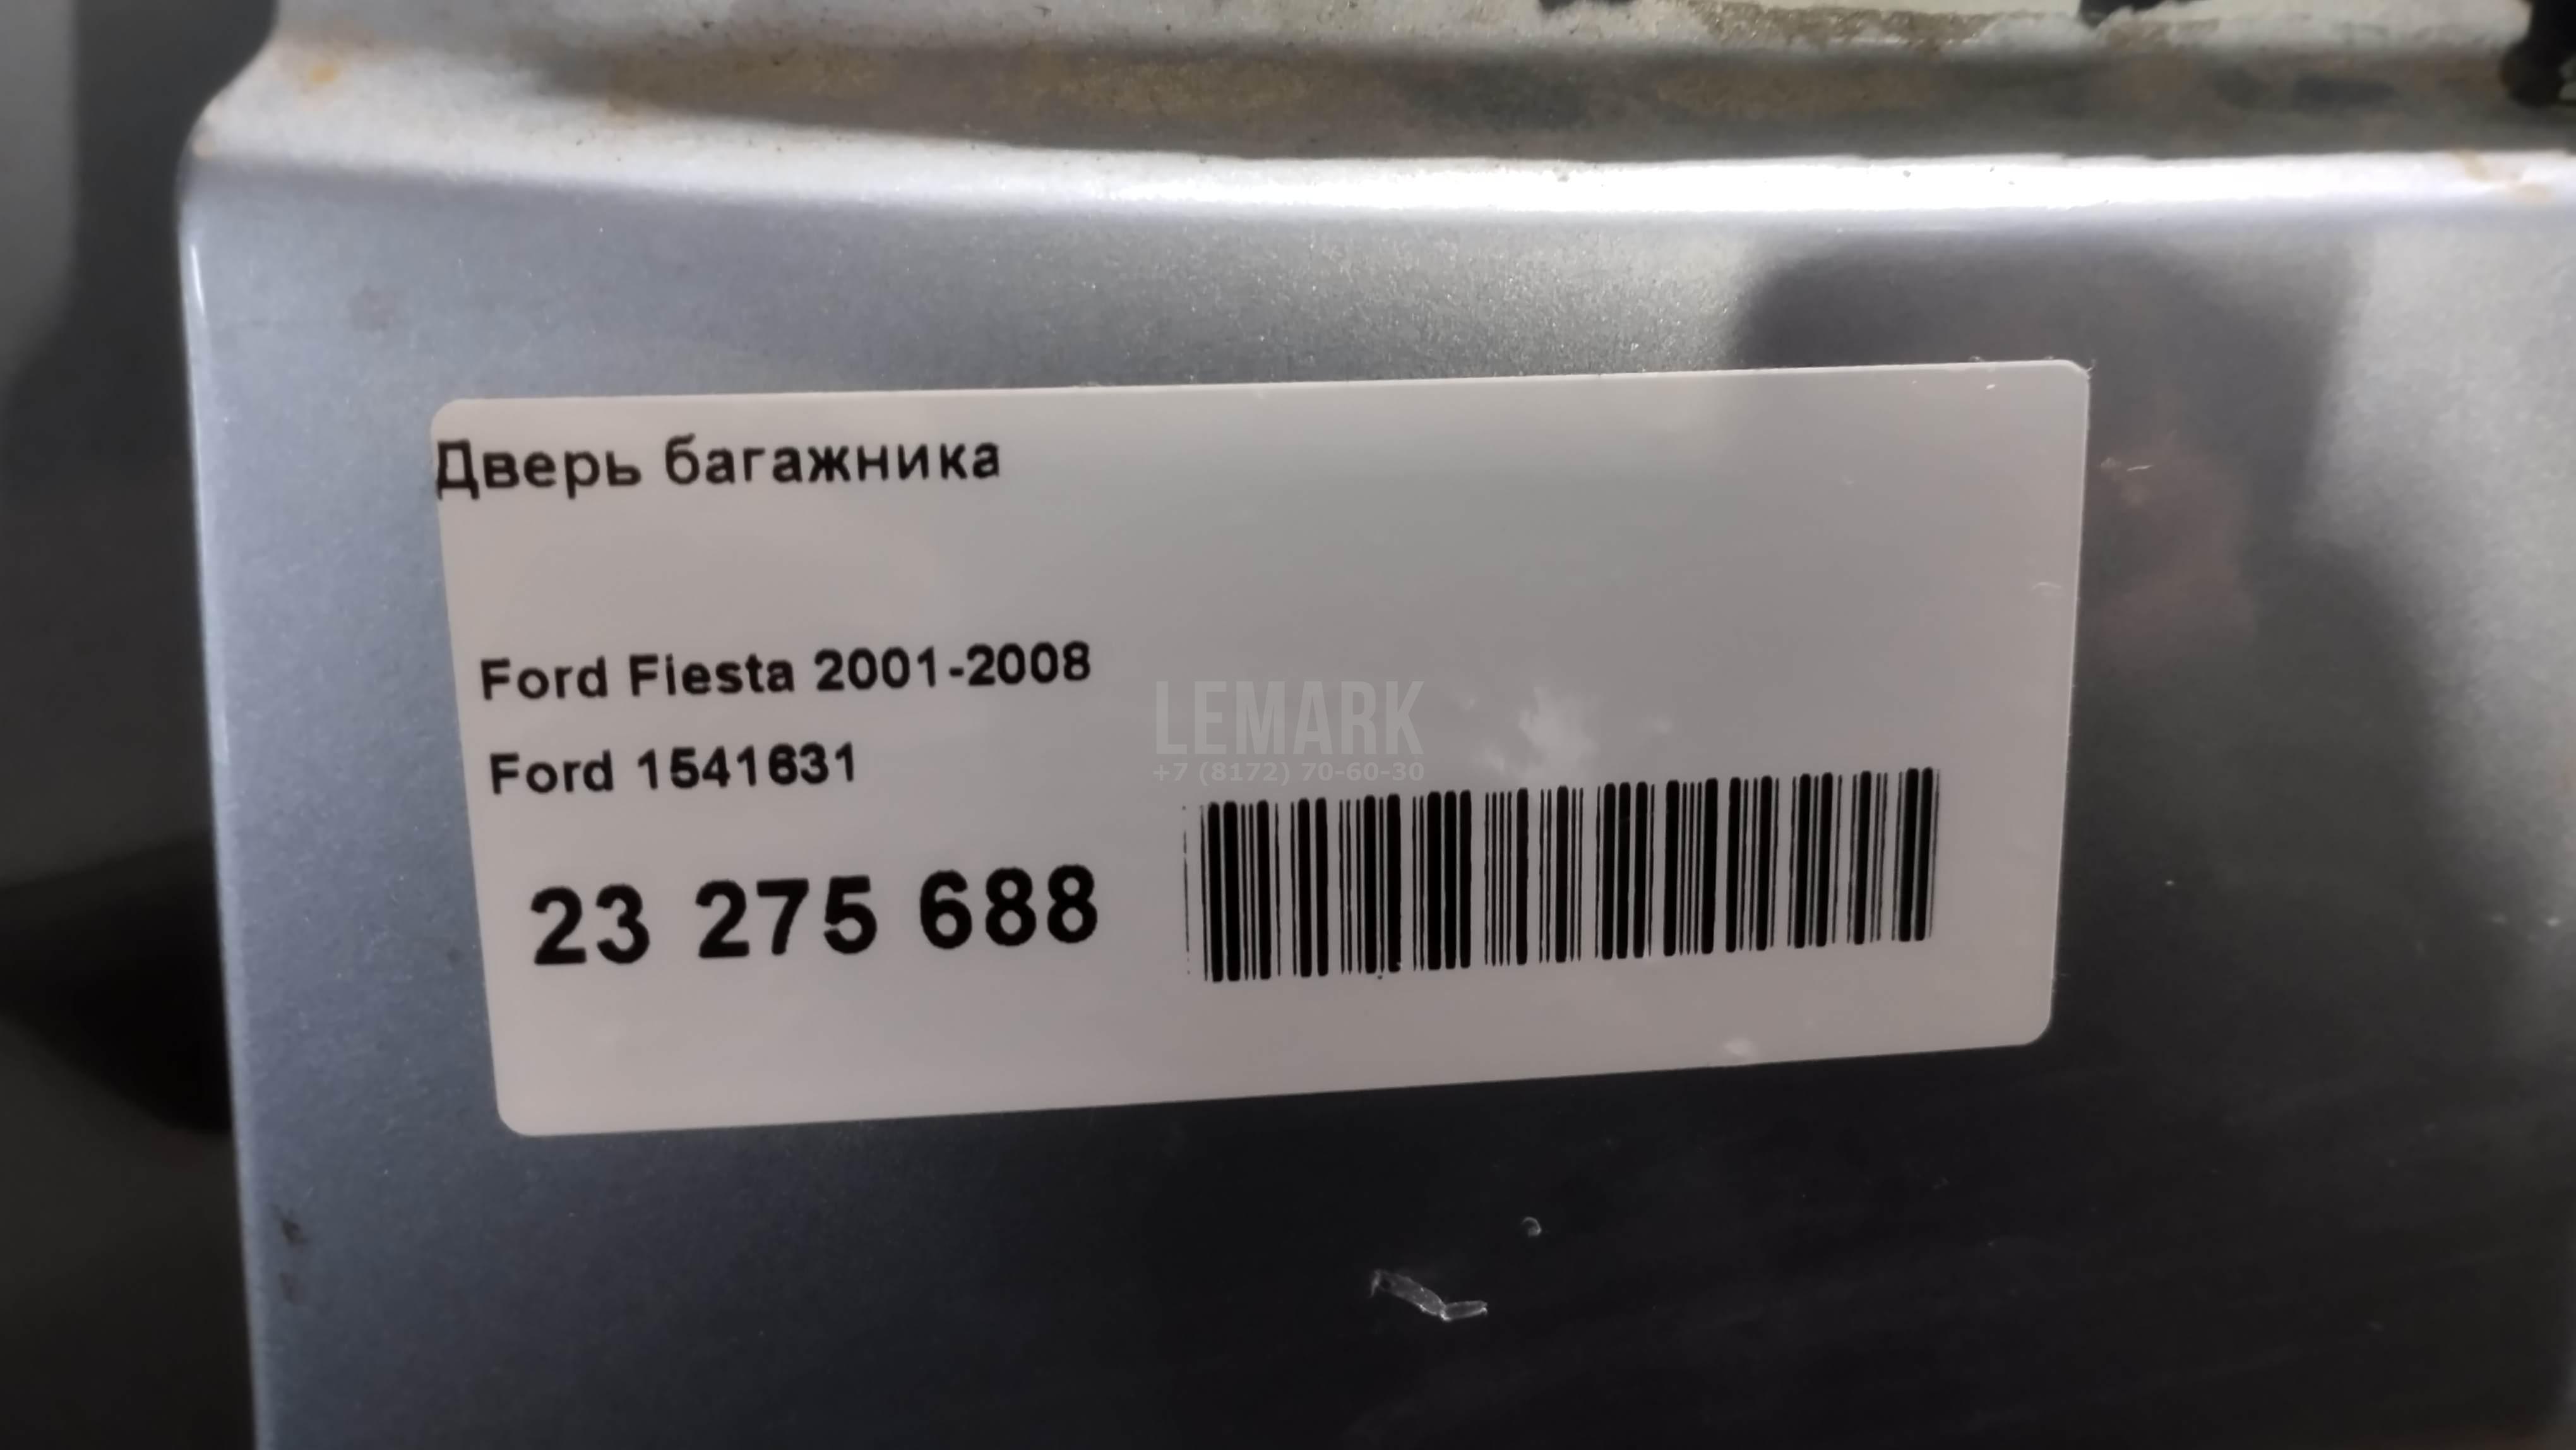 Дверь багажника
Ford Fiesta 2001-2008
LEMARK
Ford 1541631
+7 (8172) 70-60-30
23 275 688